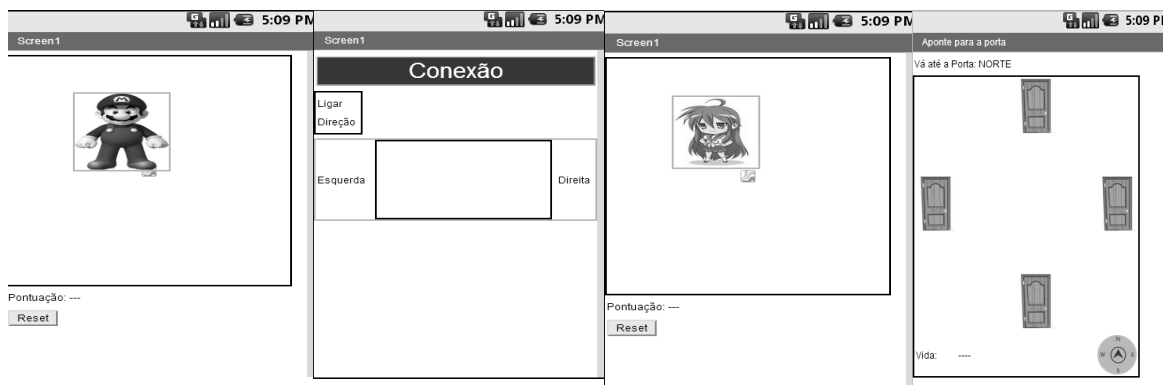 5:09 PM
Screen1
Pontuação: ---
Reset
5:09 PM
Screen1
Conexão
Ligar
Direção
Esquerda
Direita
5:09 PM
Screen1
Pontuação: ---
Reset
5:09 PM
Aponte para a porta
Vá até a Porta: NORTE
Vida: ----
N
W E
S